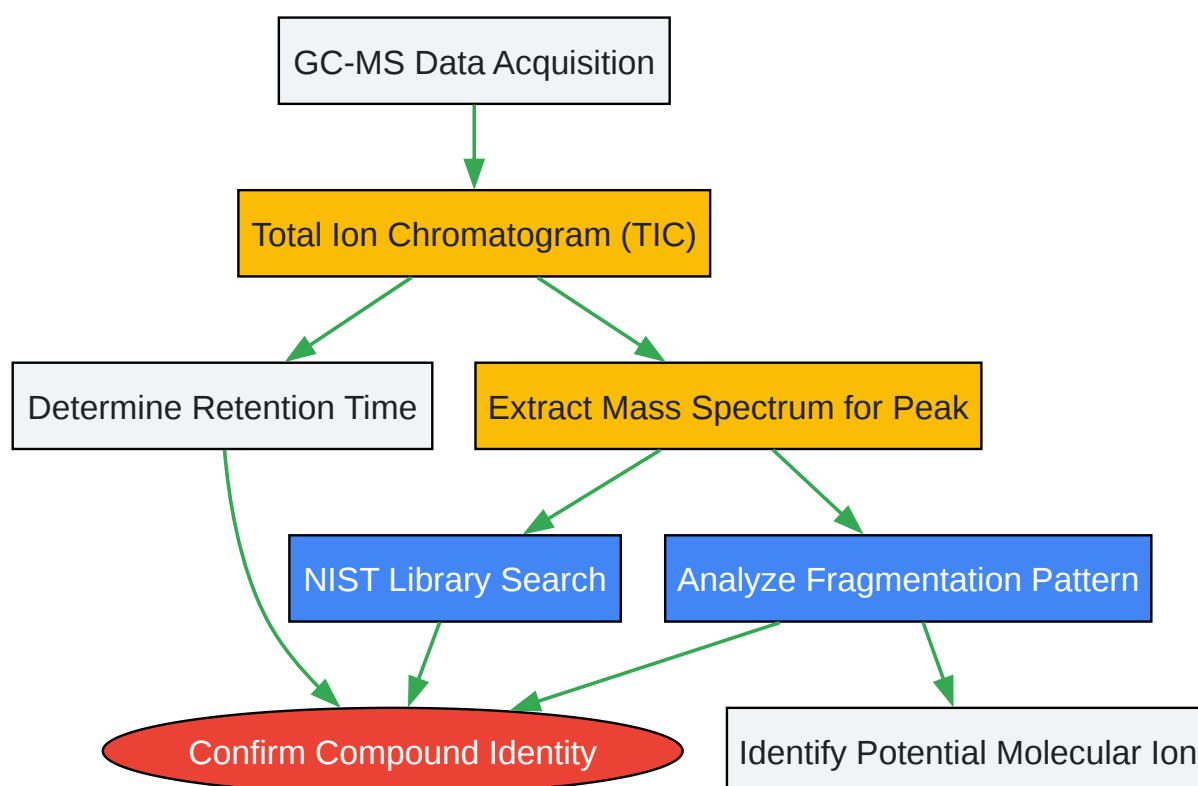 GC-MS Data Acquisition
Total Ion Chromatogram (TIC)
Determine Retention Time
Extract Mass Spectrum for Peak
NIST Library Search
Analyze Fragmentation Pattern
Confirm Compound Identity
Identify Potential Molecular Ion